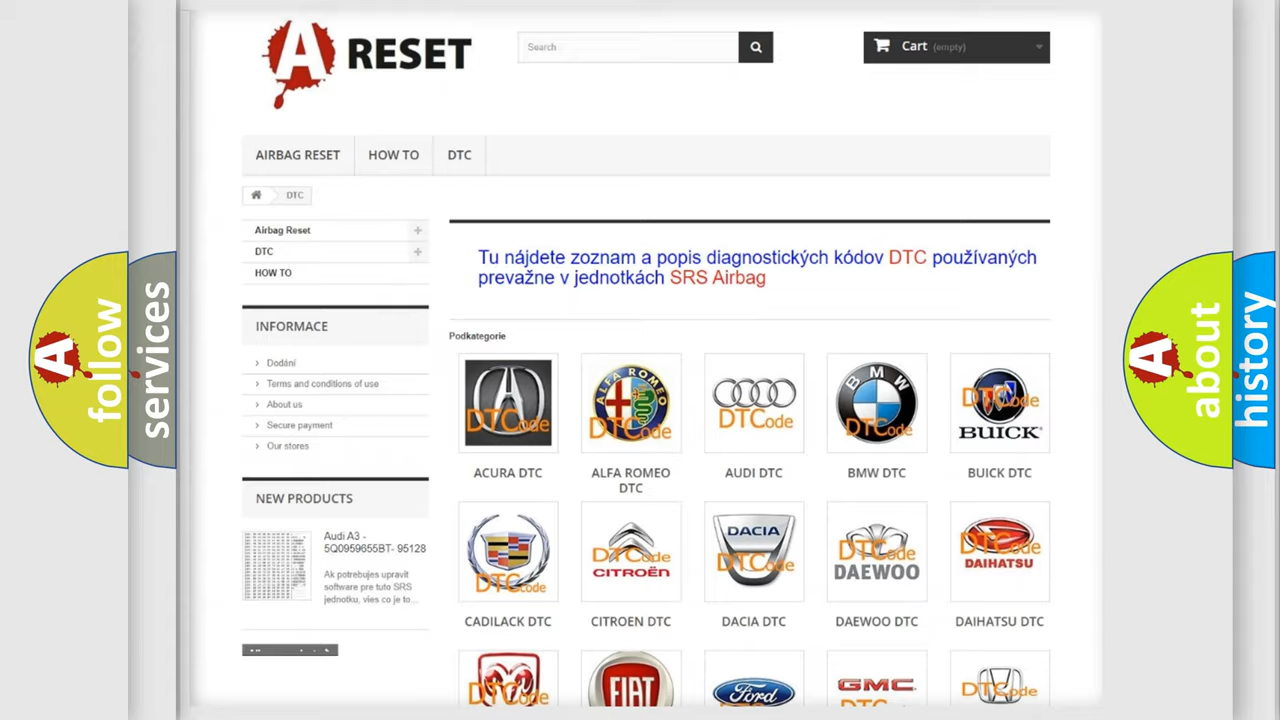 A RESET
Search
Cart (empty)
AIRBAG RESET
HOW TO
DTC
DTC
Airbag Reset
DTC
HOW TO
INFORMACE
Dodání
Terms and conditions of use
About us
Secure payment
Our stores
NEW PRODUCTS
Audi A3 -
5Q0959655BT- 95128
Ak potrebujes upravit
software pre tuto SRS
jednotku, vies co je to...
Tu nájdete zoznam a popis diagnostických kódov DTC používaných
prevažne v jednotkách SRS Airbag
Podkategorie
DTCode
ALFA ROMEO
DTCode
DTCode
BMW
DTCode
DTCode
BUICK
ACURA DTC
ALFA ROMEO
DTC
AUDI DTC
BMW DTC
BUICK DTC
DTCode
DTCode
CITROËN
DACIA
DTCode
DTCode
DAEWOO
DTCode
DAIHATSU
CADILACK DTC
CITROEN DTC
DACIA DTC
DAEWOO DTC
DAIHATSU DTC
DTCode
FIAT
Ford
GMC
DTCode
A follow
services
A about
history